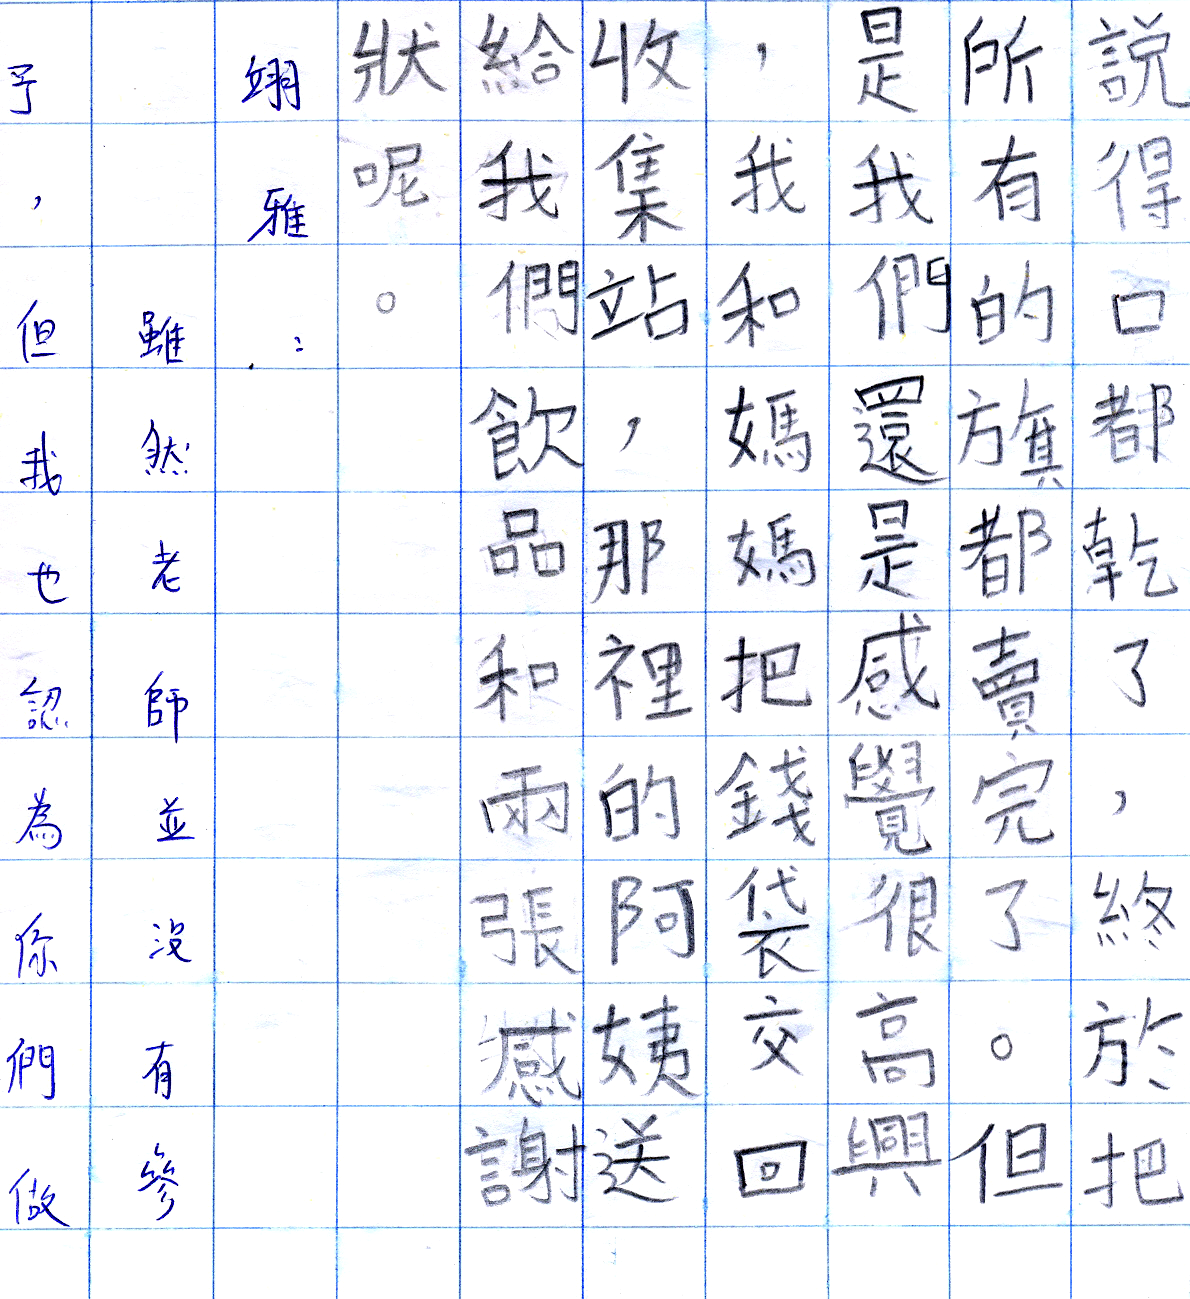 說得口都乾了，終於把
所有的旗都賣完了。但
是我們還是感覺很高興
，我和媽媽把錢袋交回
收集站，那裡的阿姨送
給我們飲品和兩張感謝
狀呢。
翊雅：
雖然老師並沒有參
予，但我也認為你們做